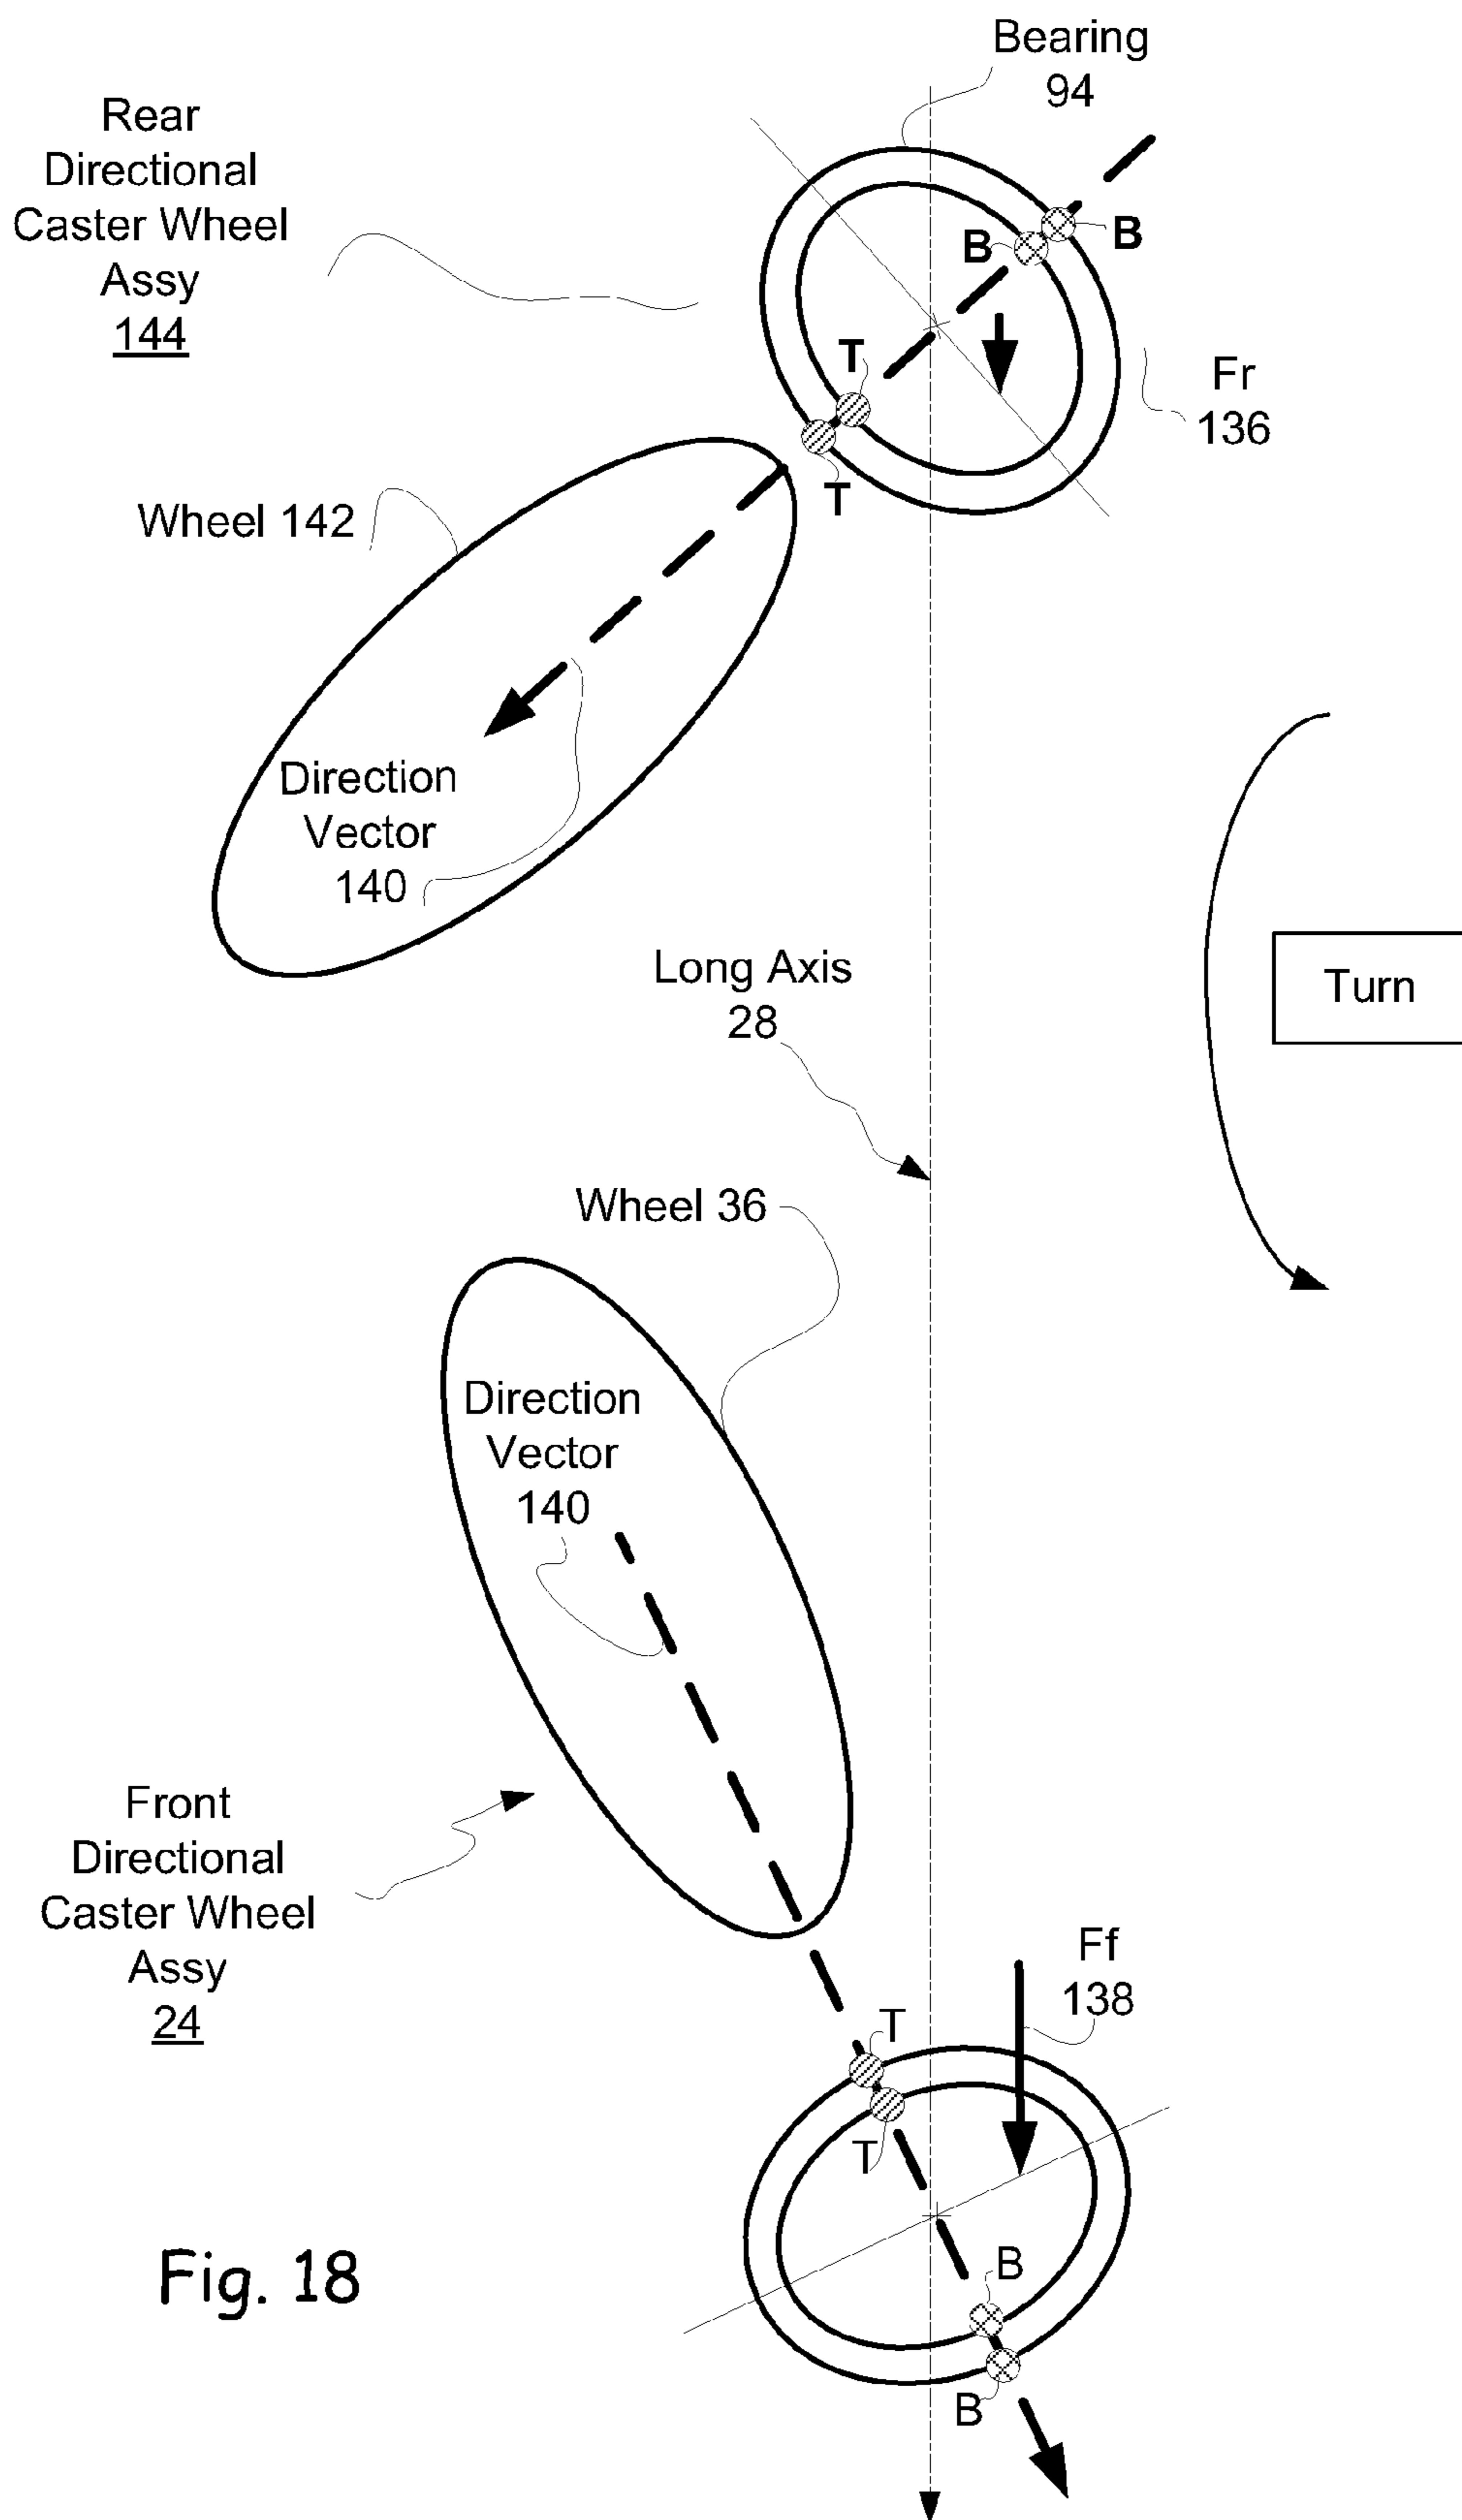 Bearing
94
Rear
Directional
Caster Wheel
Assy
144
B
B
T
Fr
136
T
Wheel 142
Direction
Vector
140
Long Axis
28
Turn
Wheel 36
Direction
Vector
140
Front
Directional
Caster Wheel
Assy
24
Ff
138
T
T
B
B
Fig. 18